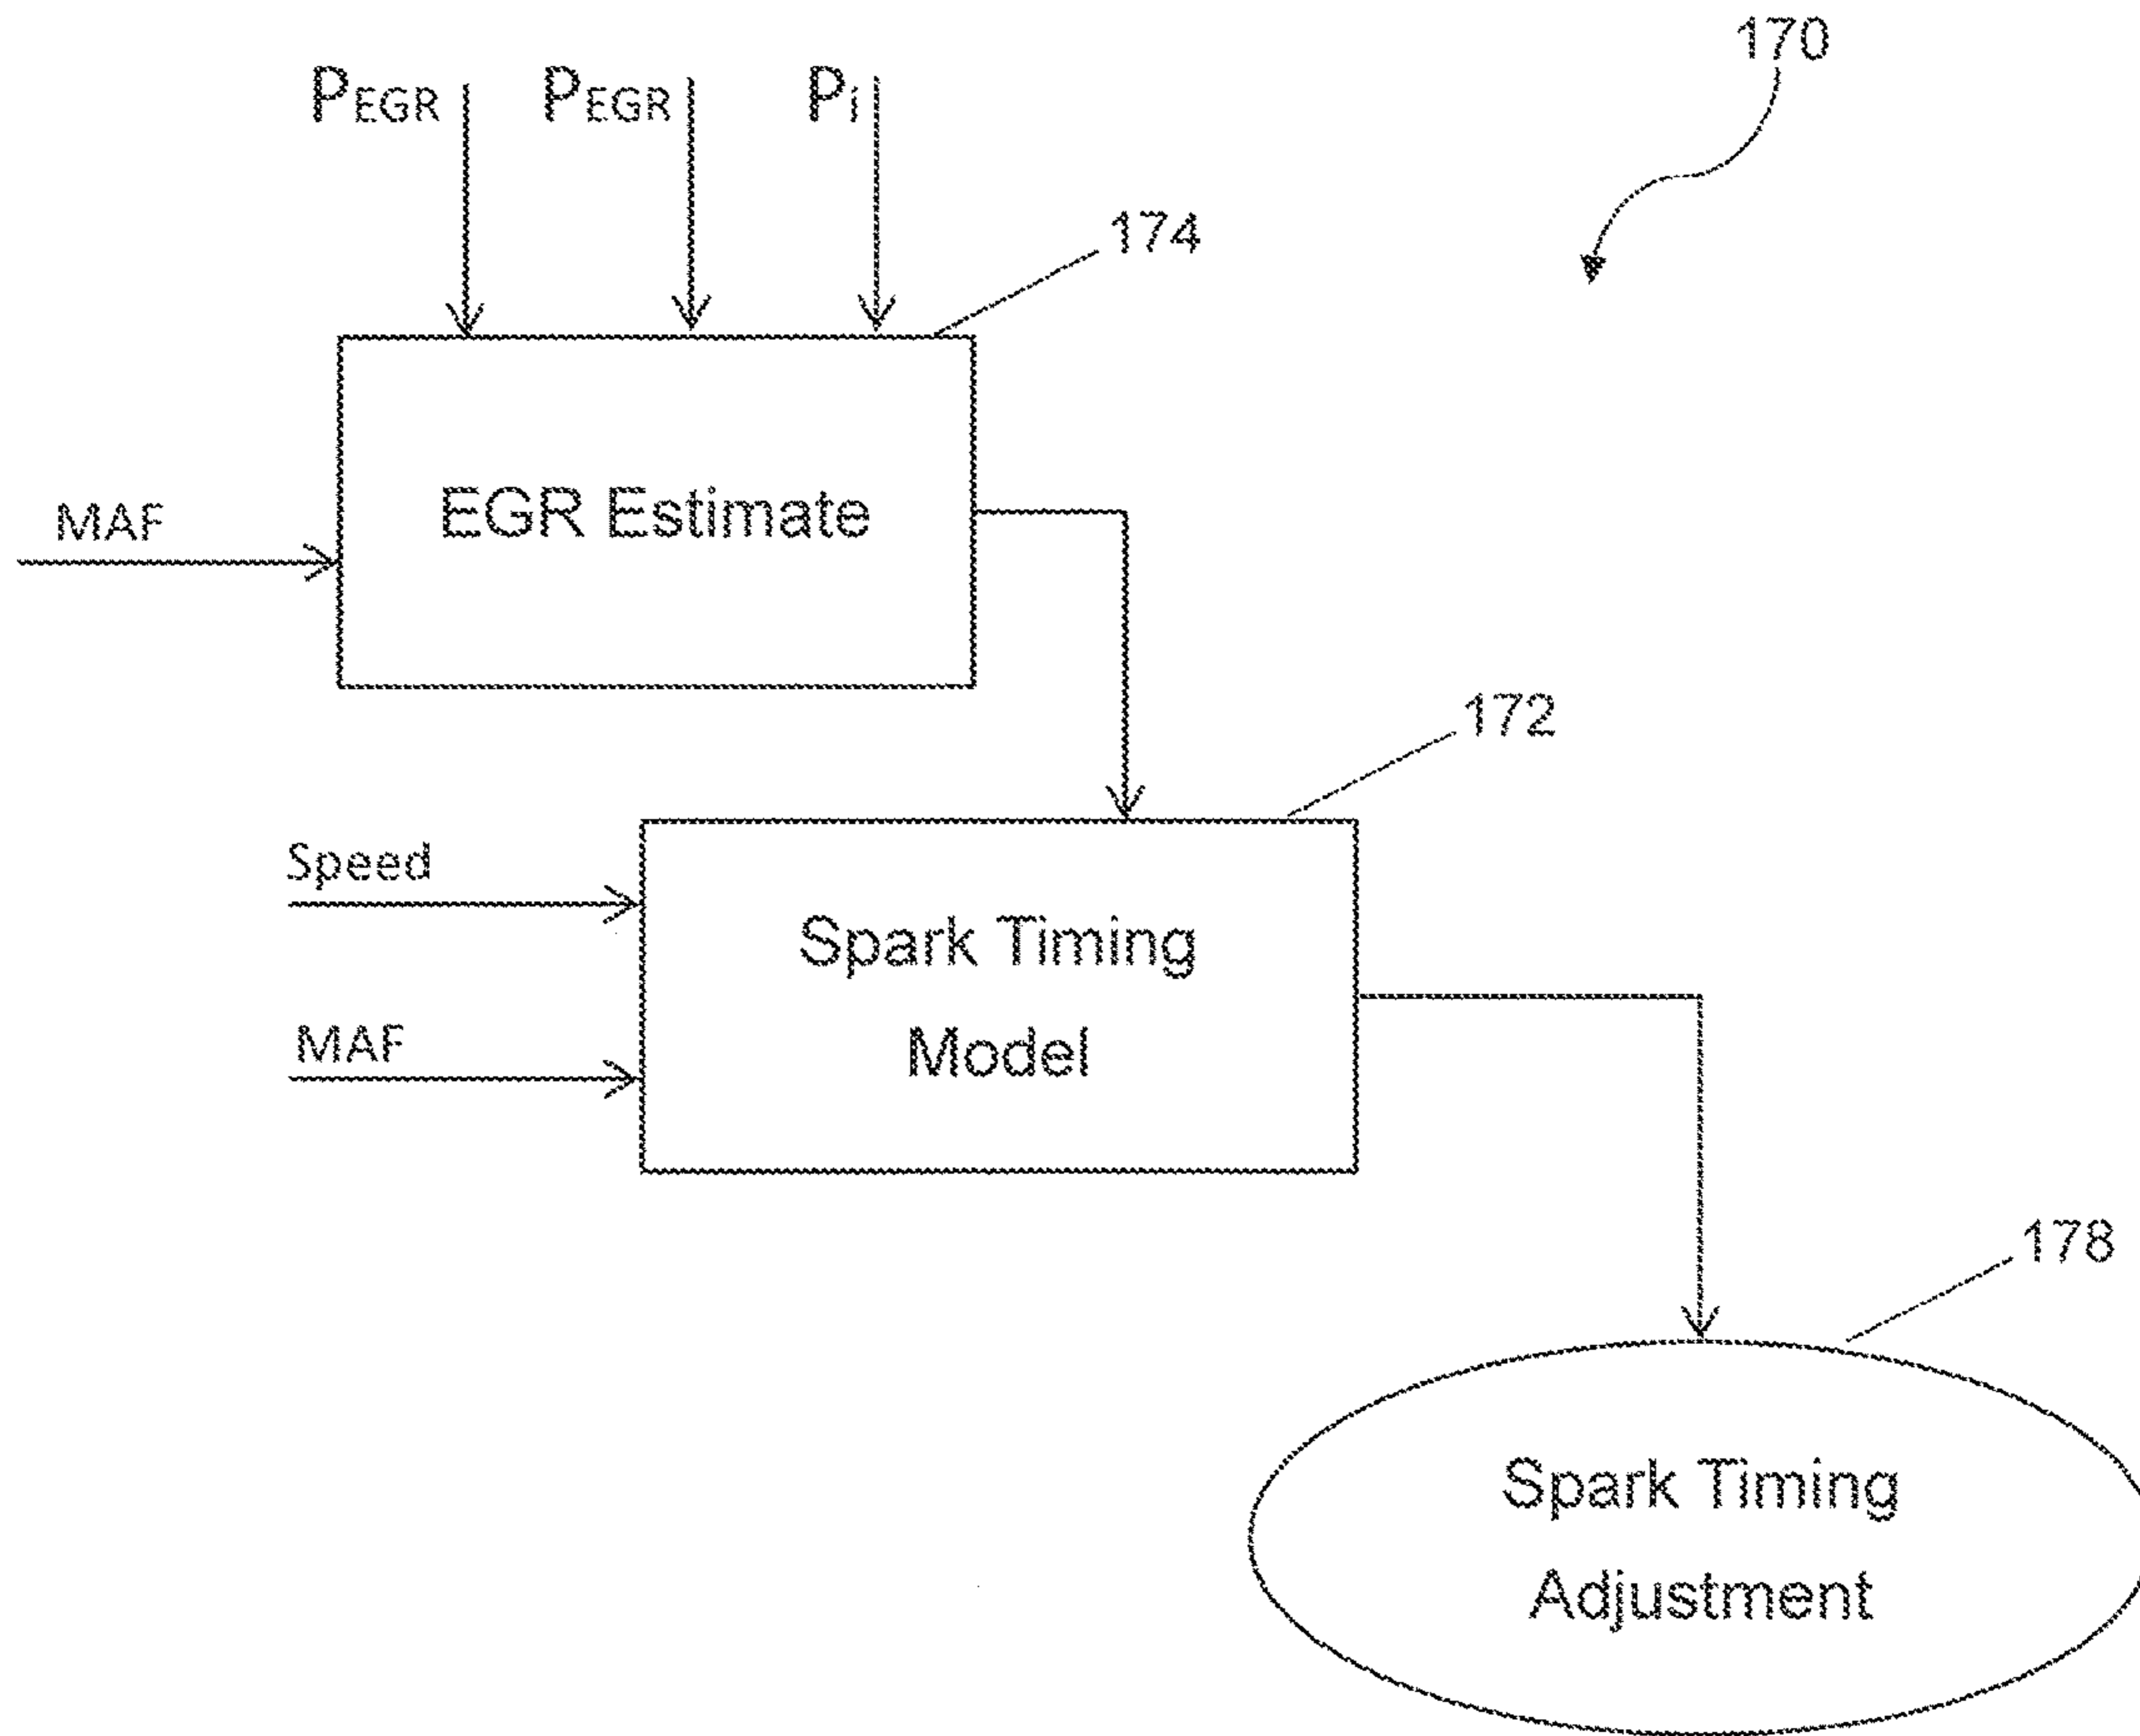 170
PEGR PEGR Pi
174
MAF
EGR Estimate
172
Speed
Spark Timing
Model
MAF
178
Spark Timing
Adjustment